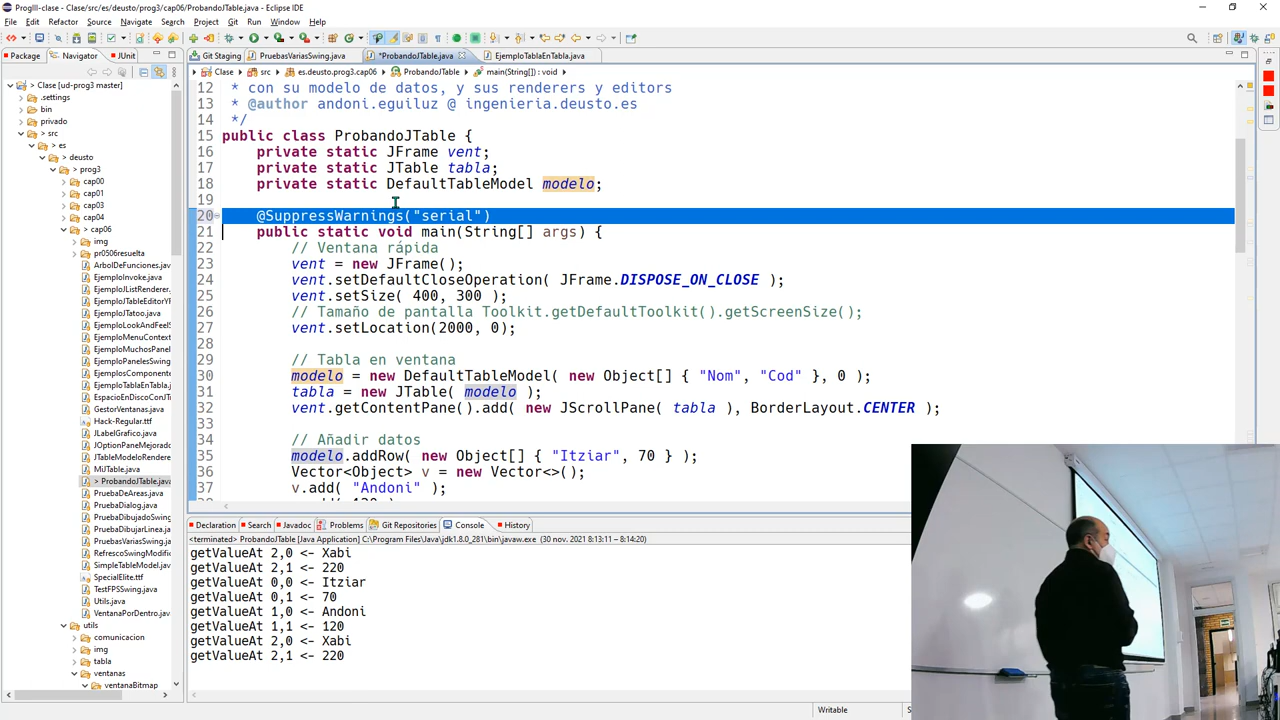 ProgIII-clase - Clase/src/es/deusto/prog3/cap06/ProbandoJTable.java - Eclipse IDE
File Edit Refactor Source Navigate Search Project Git Run Window Help
Package Navigator JUnit
Git Staging PruebasVariasSwing.java *ProbandoJTable.java EjemploTablaEnTabla.java
Clase src es.deusto.prog3.cap06 ProbandoJTable main(String[]) : void
Clase [ud-prog3 master]
.settings
bin
privado
src
es
deusto
prog3
cap00
cap01
cap03
cap04
cap06
img
pr0506resuelta
ArbolDeFunciones.jav
EjemploInvoke.java
EjemploJListRenderer.
EjemploJTableEditorY
EjemploJTatoo.java
EjemploLookAndFeelS
EjemploMenuContext
EjemploMuchosPanel
EjemploPanelesSwing
EjemplosComponente
EjemploTablaEnTabla.j
EspacioEnDiscoConJT
GestorVentanas.java
Hack-Regular.ttf
JLabelGrafico.java
JOptionPaneMejorado
JTableModeloRendere
MiJTable.java
> ProbandoJTable.java
PruebaDeAreas.java
PruebaDialog.java
PruebaDibujadoSwing
PruebaDibujarLinea.ja
PruebasVariasSwing.ja
RefrescoSwingModific
SimpleTableModel.jav
SpecialElite.ttf
TestFPSSwing.java
Utils.java
VentanaPorDentro.jav
utils
comunicacion
img
tabla
ventanas
ventanaBitmap
12 * con su modelo de datos, y sus renderers y editors
13 * @author andoni.eguiluz @ ingenieria.deusto.es
14 */
15 public class ProbandoJTable {
16 private static JFrame vent;
17 private static JTable tabla;
18 private static DefaultTableModel modelo;
19
20 @SuppressWarnings("serial")
21 public static void main(String[] args) {
22 // Ventana rápida
23 vent = new JFrame();
24 vent.setDefaultCloseOperation( JFrame.DISPOSE_ON_CLOSE );
25 vent.setSize( 400, 300 );
26 // Tamaño de pantalla Toolkit.getDefaultToolkit().getScreenSize();
27 vent.setLocation(2000, 0);
28
29 // Tabla en ventana
30 modelo = new DefaultTableModel( new Object[] { "Nom", "Cod" }, 0 );
31 tabla = new JTable( modelo );
32 vent.getContentPane().add( new JScrollPane( tabla ), BorderLayout.CENTER );
33
34 // Añadir datos
35 modelo.addRow( new Object[] { "Itziar", 70 } );
36 Vector<Object> v = new Vector<>();
37 v.add( "Andoni" );
Declaration Search Javadoc Problems Git Repositories Console History
<terminated> ProbandoJTable [Java Application] C:\Program Files\Java\jdk1.8.0_281\bin\javaw.exe (30 nov. 2021 8:13:11 – 8:14:20)
getValueAt 2,0 <- Xabi
getValueAt 2,1 <- 220
getValueAt 0,0 <- Itziar
getValueAt 0,1 <- 70
getValueAt 1,0 <- Andoni
getValueAt 1,1 <- 120
getValueAt 2,0 <- Xabi
getValueAt 2,1 <- 220
Writable